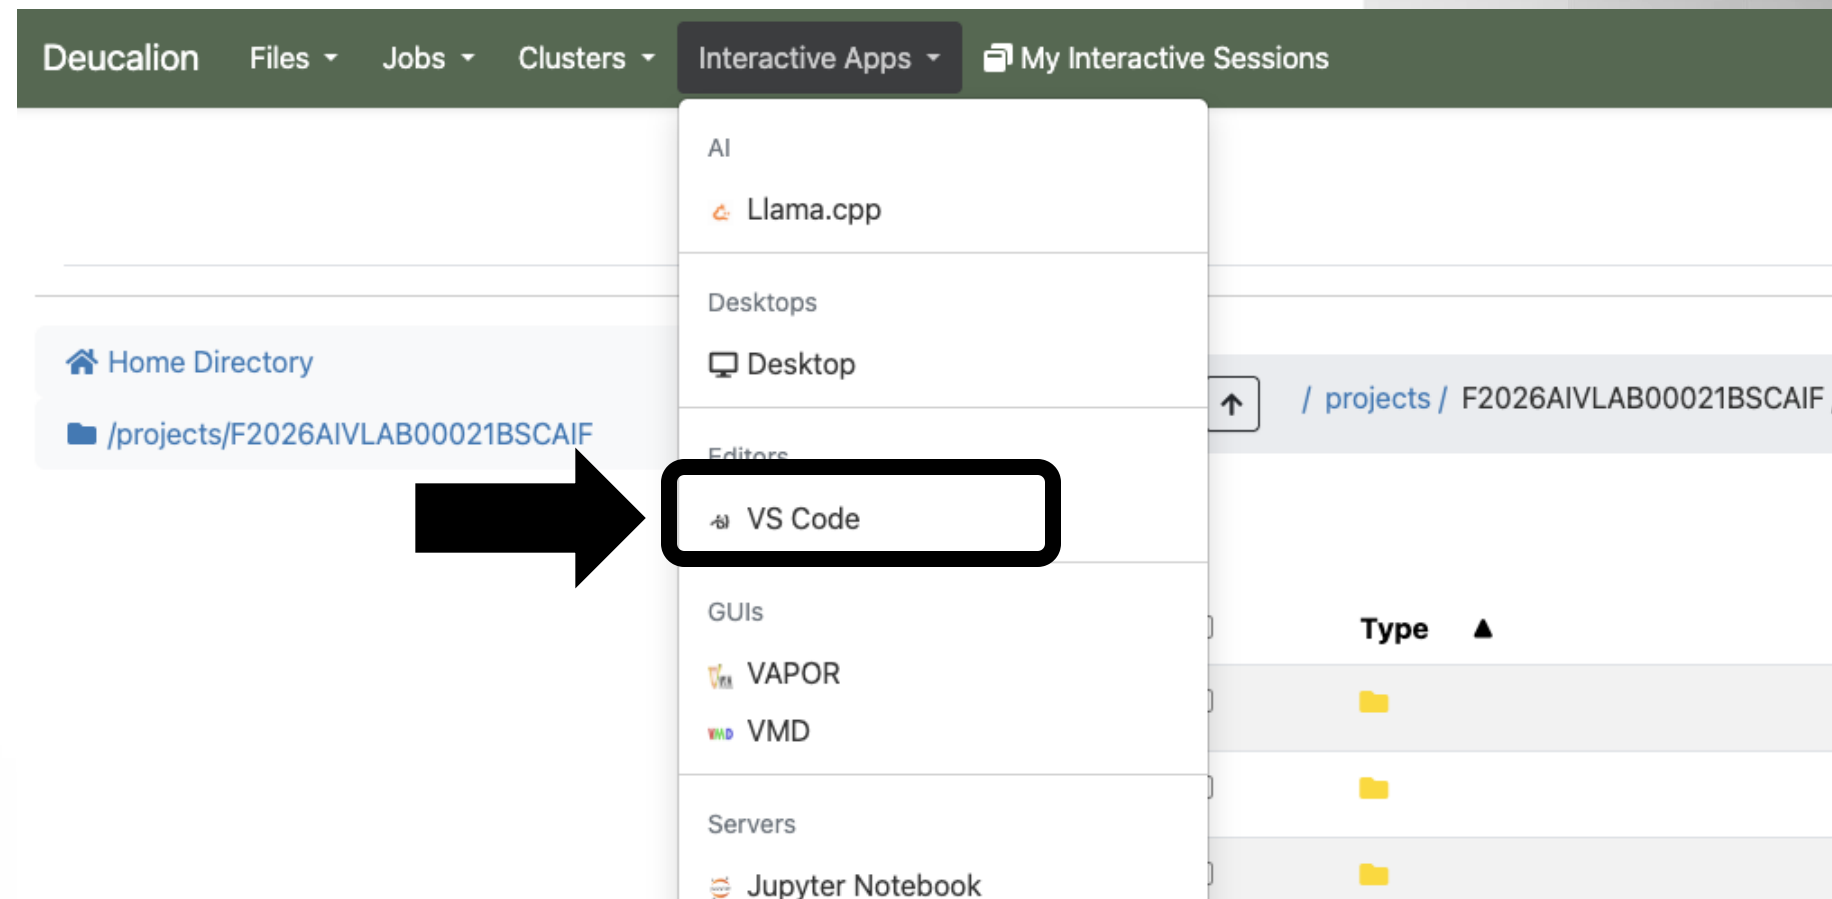 Deucalion Files Jobs Clusters Interactive Apps My Interactive Sessions
AI
Llama.cpp
Desktops
Desktop
Home Directory
/projects/F2026AIVLAB00021BSCAIF
/ projects / F2026AIVLAB00021BSCAIF /
Editors
VS Code
GUIs
VAPOR
VMD
Type
Servers
Jupyter Notebook